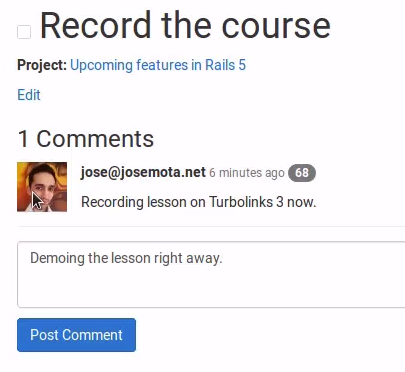 Record the course
Project: Upcoming features in Rails 5
Edit
1 Comments
jose@josemota.net 6 minutes ago 68
Recording lesson on Turbolinks 3 now.
Demoing the lesson right away.
Post Comment